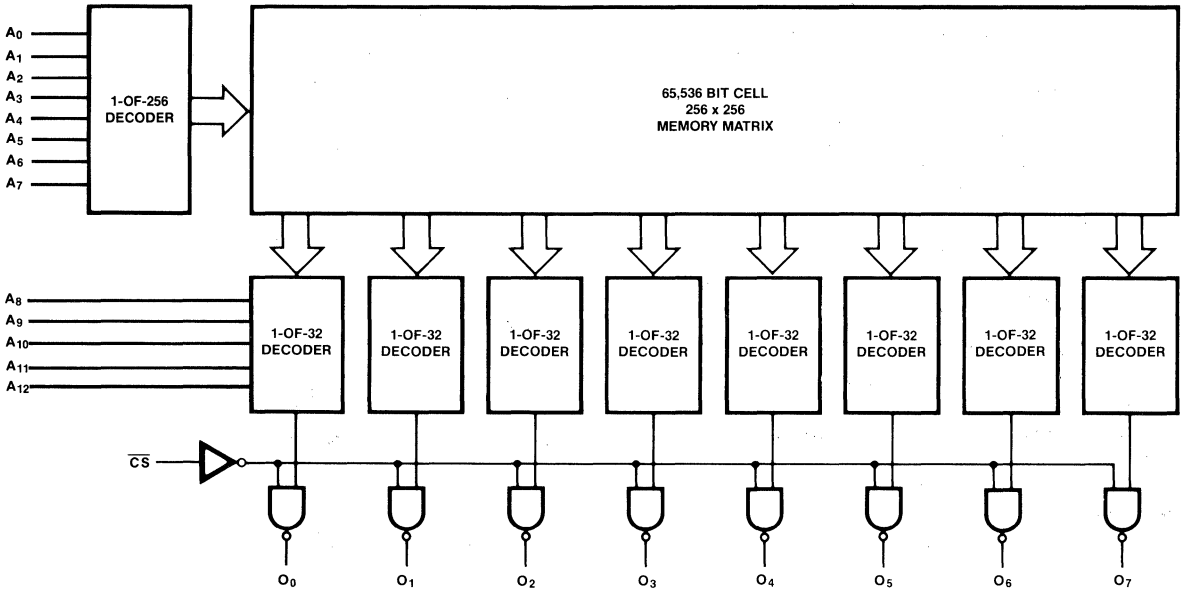 A0
A1
A2
A3
A4
A5
A6
A7
1-OF-256
DECODER
65,536 BIT CELL
256 x 256
MEMORY MATRIX
A8
A9
A10
A11
A12
1-OF-32
DECODER
1-OF-32
DECODER
1-OF-32
DECODER
1-OF-32
DECODER
1-OF-32
DECODER
1-OF-32
DECODER
1-OF-32
DECODER
1-OF-32
DECODER
C̅S̅
O0
O1
O2
O3
O4
O5
O6
O7